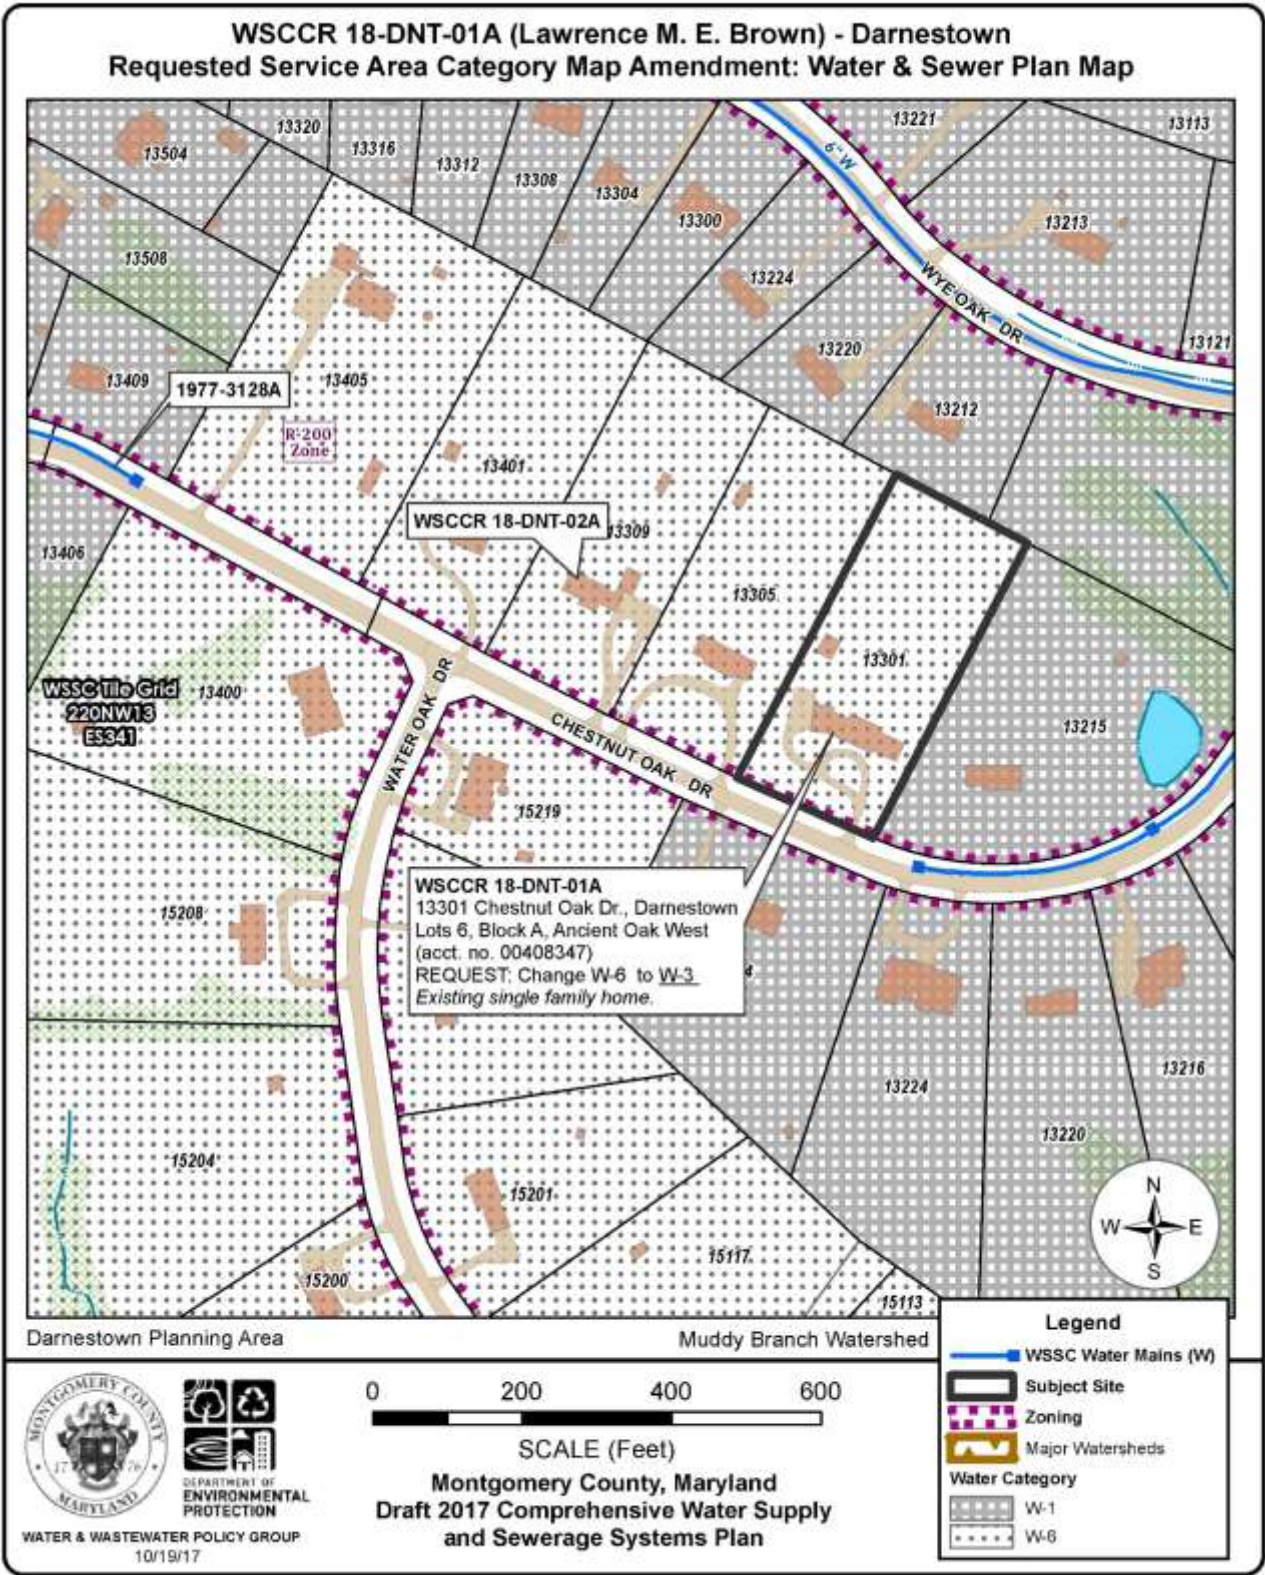 WSCCR 18-DNT-01A (Lawrence M. E. Brown) - Darnestown
Requested Service Area Category Map Amendment: Water & Sewer Plan Map
13320
13221
13113
13504
13316
13312
6" W
13308
13304
13300
13213
13508
13224
WYE OAK DR
13220
13121
13409
1977-3128A
13405
13212
R-200
Zone
13401
WSCCR 18-DNT-02A
13309
13406
13305
13301
WSSC Tile Grid
220NW13
ES341
13400
WATER OAK DR
CHESTNUT OAK DR
13215
15219
WSCCR 18-DNT-01A
13301 Chestnut Oak Dr., Darnestown
Lots 6, Block A, Ancient Oak West
(acct. no. 00408347)
REQUEST: Change W-6 to W-3
Existing single family home.
15208
4
13224
13216
13220
15204
15201
15117
15200
15113
N
W
E
S
Darnestown Planning Area
Muddy Branch Watershed
Legend
WSSC Water Mains (W)
Subject Site
Zoning
Major Watersheds
Water Category
W-1
W-6
MONTGOMERY COUNTY
17 76
MARYLAND
DEPARTMENT OF
ENVIRONMENTAL
PROTECTION
WATER & WASTEWATER POLICY GROUP
10/19/17
0 200 400 600
SCALE (Feet)
Montgomery County, Maryland
Draft 2017 Comprehensive Water Supply
and Sewerage Systems Plan